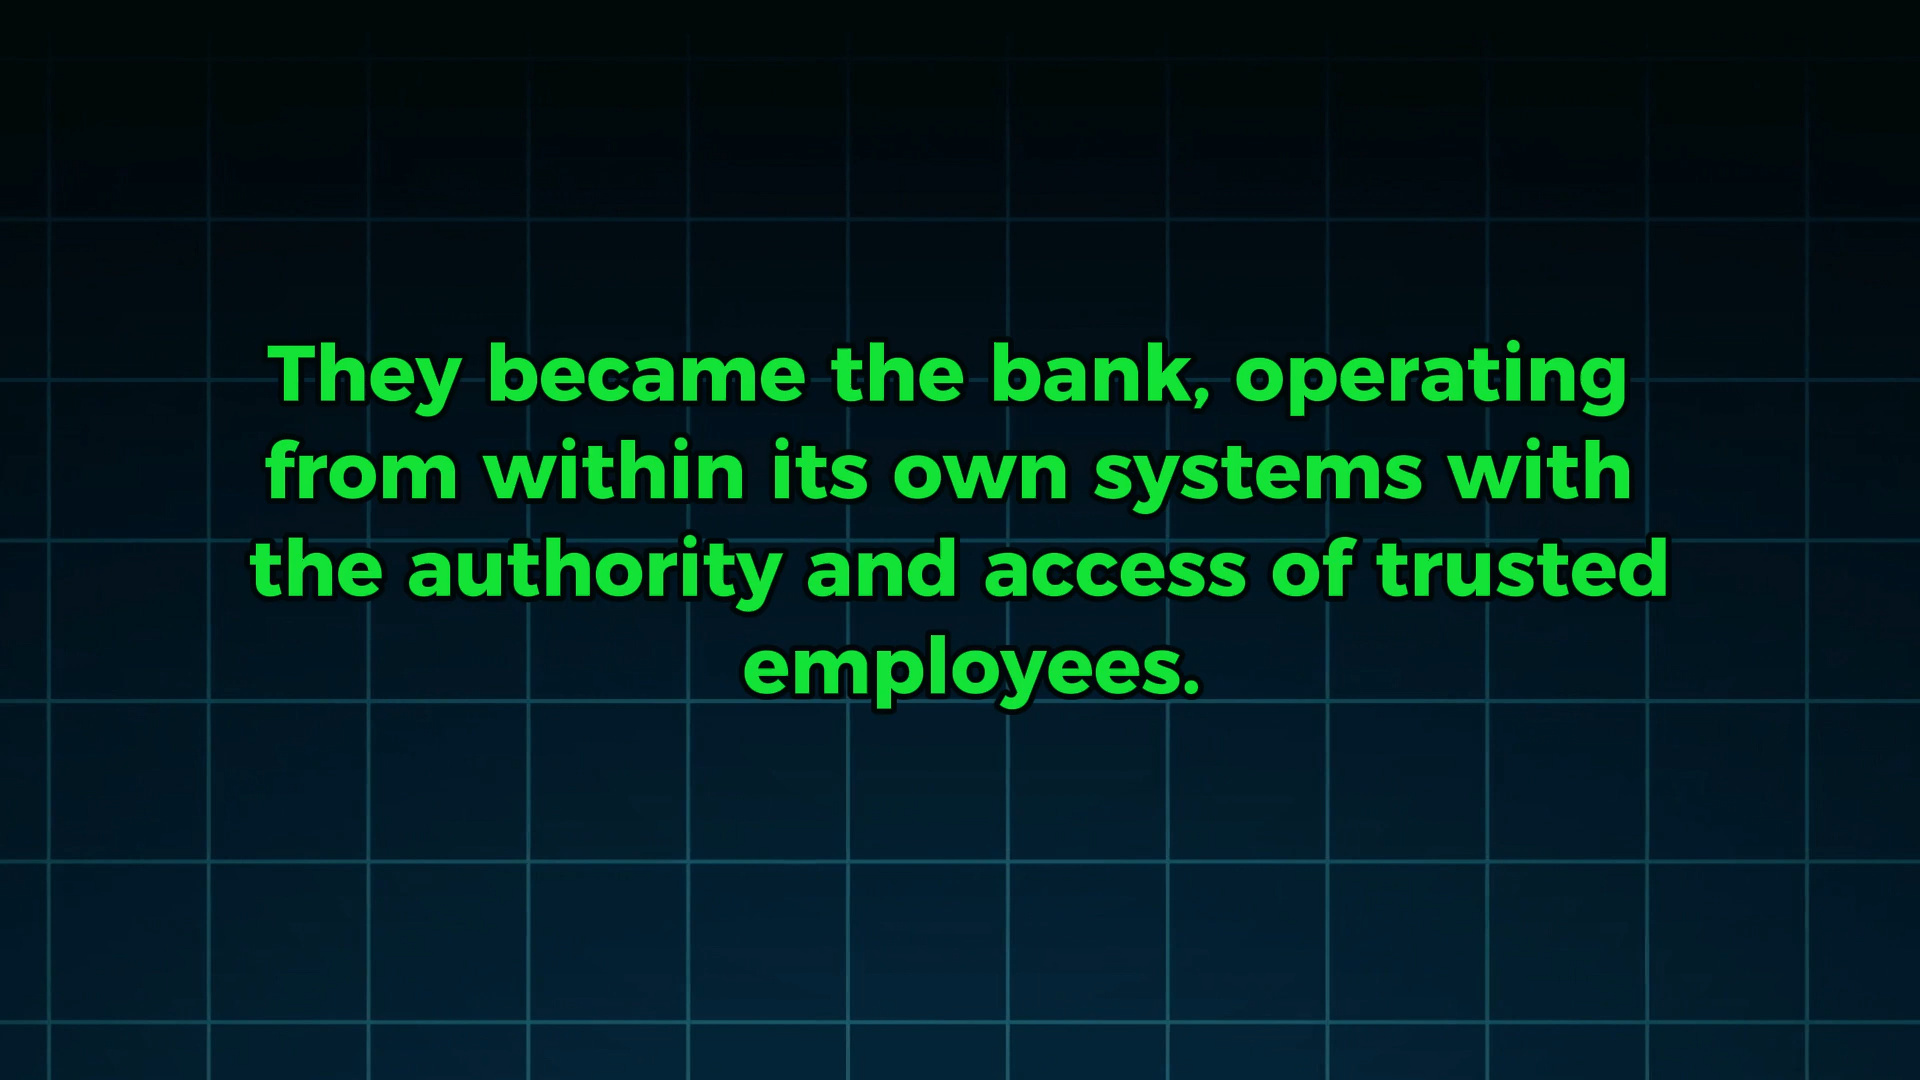 They became the bank, operating
from within its own systems with
the authority and access of trusted
employees.